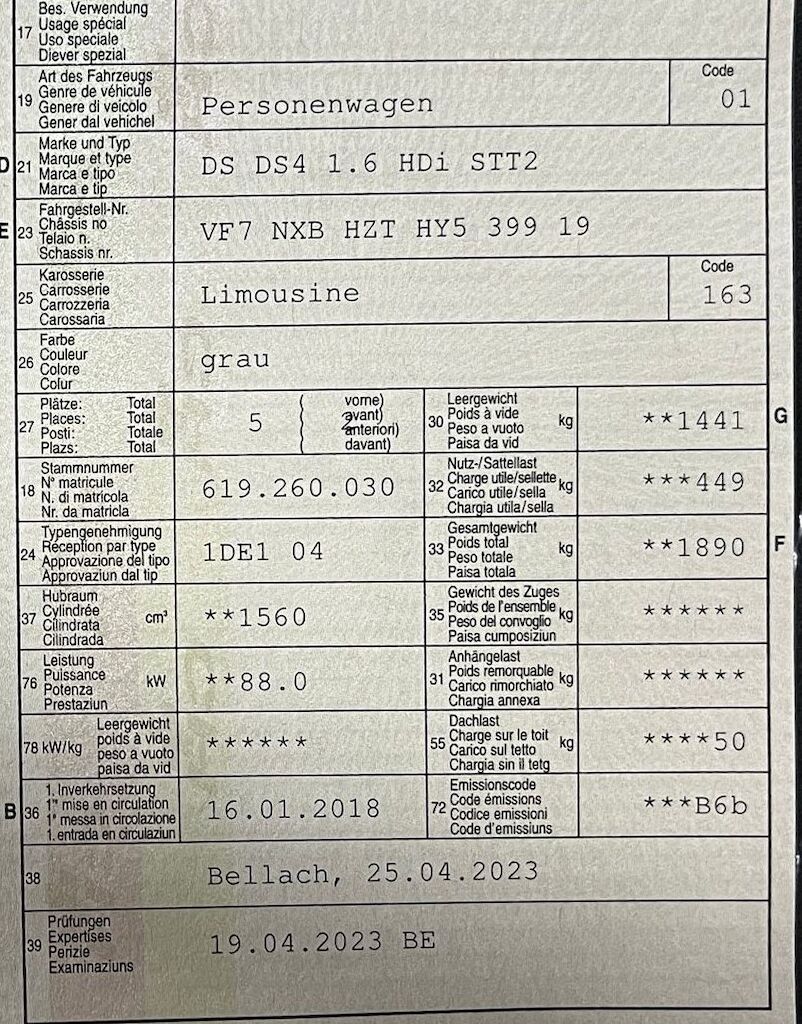 17 Bes. Verwendung
Usage spécial
Uso speciale
Diever spezial
19 Art des Fahrzeugs
Genre de véhicule
Genere di veicolo
Gener dal vehichel
Personenwagen
Code
01
D 21 Marke und Typ
Marque et type
Marca e tipo
Marca e tip
DS DS4 1.6 HDi STT2
E 23 Fahrgestell-Nr.
Châssis no
Telaio n.
Schassis nr.
VF7 NXB HZT HY5 399 19
25 Karosserie
Carrosserie
Carrozzeria
Carossaria
Limousine
Code
163
26 Farbe
Couleur
Colore
Colur
grau
27 Plätze: Total
Places: Total
Posti: Totale
Plazs: Total
5
vorne)
avant)
2
anteriori)
davant)
30 Leergewicht
Poids à vide
Peso a vuoto
Paisa da vid
kg
**1441 G
18 Stammnummer
N° matricule
N. di matricola
Nr. da matricla
619.260.030
32 Nutz-/Sattellast
Charge utile/sellette
Carico utile/sella
Chargia utila/sella
kg
***449
24 Typengenehmigung
Réception par type
Approvazione del tipo
Approvaziun dal tip
1DE1 04
33 Gesamtgewicht
Poids total
Peso totale
Paisa totala
kg
**1890 F
37 Hubraum
Cylindrée
Cilindrata
Cilindrada
cm³
**1560
35 Gewicht des Zuges
Poids de l'ensemble
Peso del convoglio
Paisa cumposiziun
kg
******
76 Leistung
Puissance
Potenza
Prestaziun
kW
**88.0
31 Anhängelast
Poids remorquable
Carico rimorchiato
Chargia annexa
kg
******
78 kW/kg Leergewicht
poids à vide
peso a vuoto
paisa da vid
******
55 Dachlast
Charge sur le toit
Carico sul tetto
Chargia sin il tetg
kg
****50
B 36 1. Inverkehrsetzung
1re mise en circulation
1a messa in circolazione
1. entrada en circulaziun
16.01.2018
72 Emissionscode
Code émissions
Codice emissioni
Code d'emissiuns
***B6b
38 Bellach, 25.04.2023
39 Prüfungen
Expertises
Perizie
Examinaziuns
19.04.2023 BE